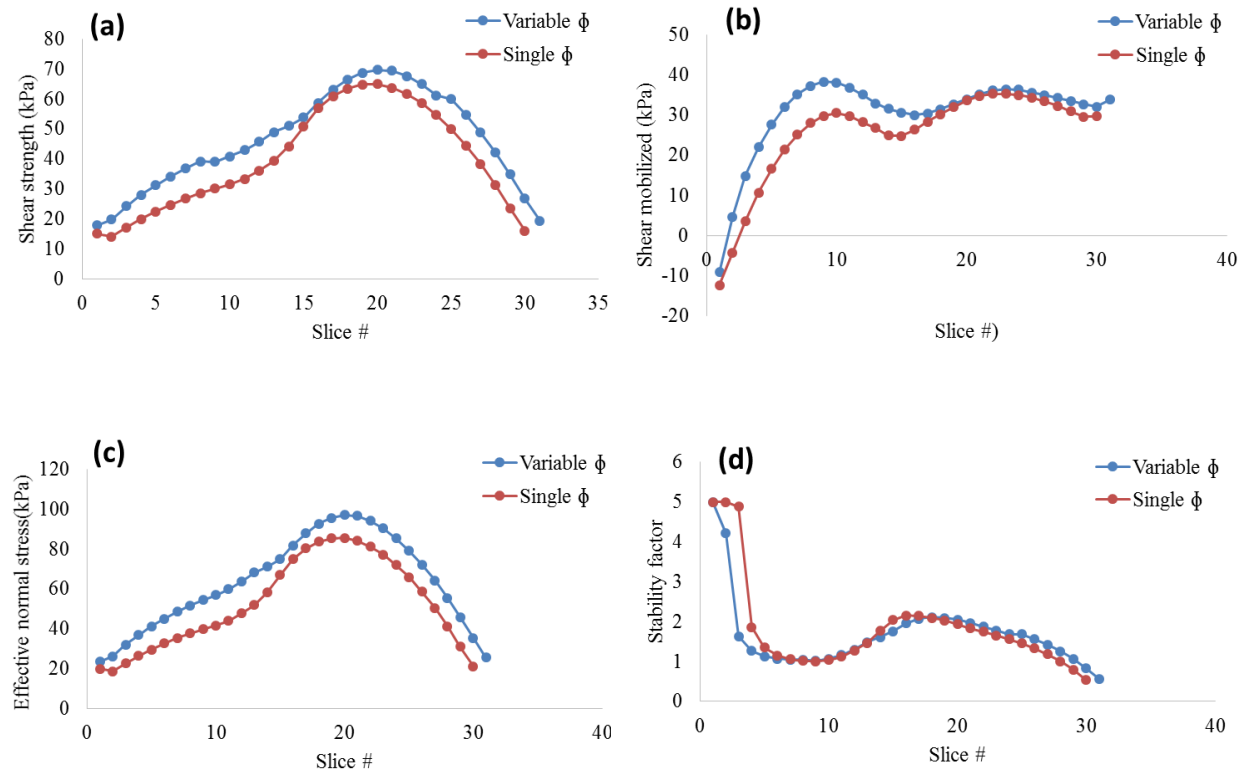 (a)
Variable ϕ
Single ϕ
Shear strength (kPa)
80
70
60
50
40
30
20
10
0
0 5 10 15 20 25 30 35
Slice #
(b)
Variable ϕ
Single ϕ
Shear mobilized (kPa)
50
40
30
20
10
0
-10
-20
0 10 20 30 40
Slice #)
(c)
Variable ϕ
Single ϕ
Effective normal stress(kPa)
120
100
80
60
40
20
0
0 10 20 30 40
Slice #
(d)
Variable ϕ
Single ϕ
Stability factor
6
5
4
3
2
1
0
0 10 20 30 40
Slice #